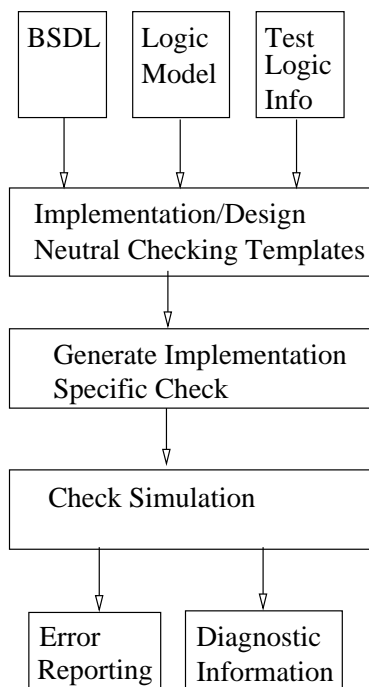 BSDL
Logic
Model
Test
Logic
Info
Implementation/Design
Neutral Checking Templates
Generate Implementation
Specific Check
Check Simulation
Error
Reporting
Diagnostic
Information